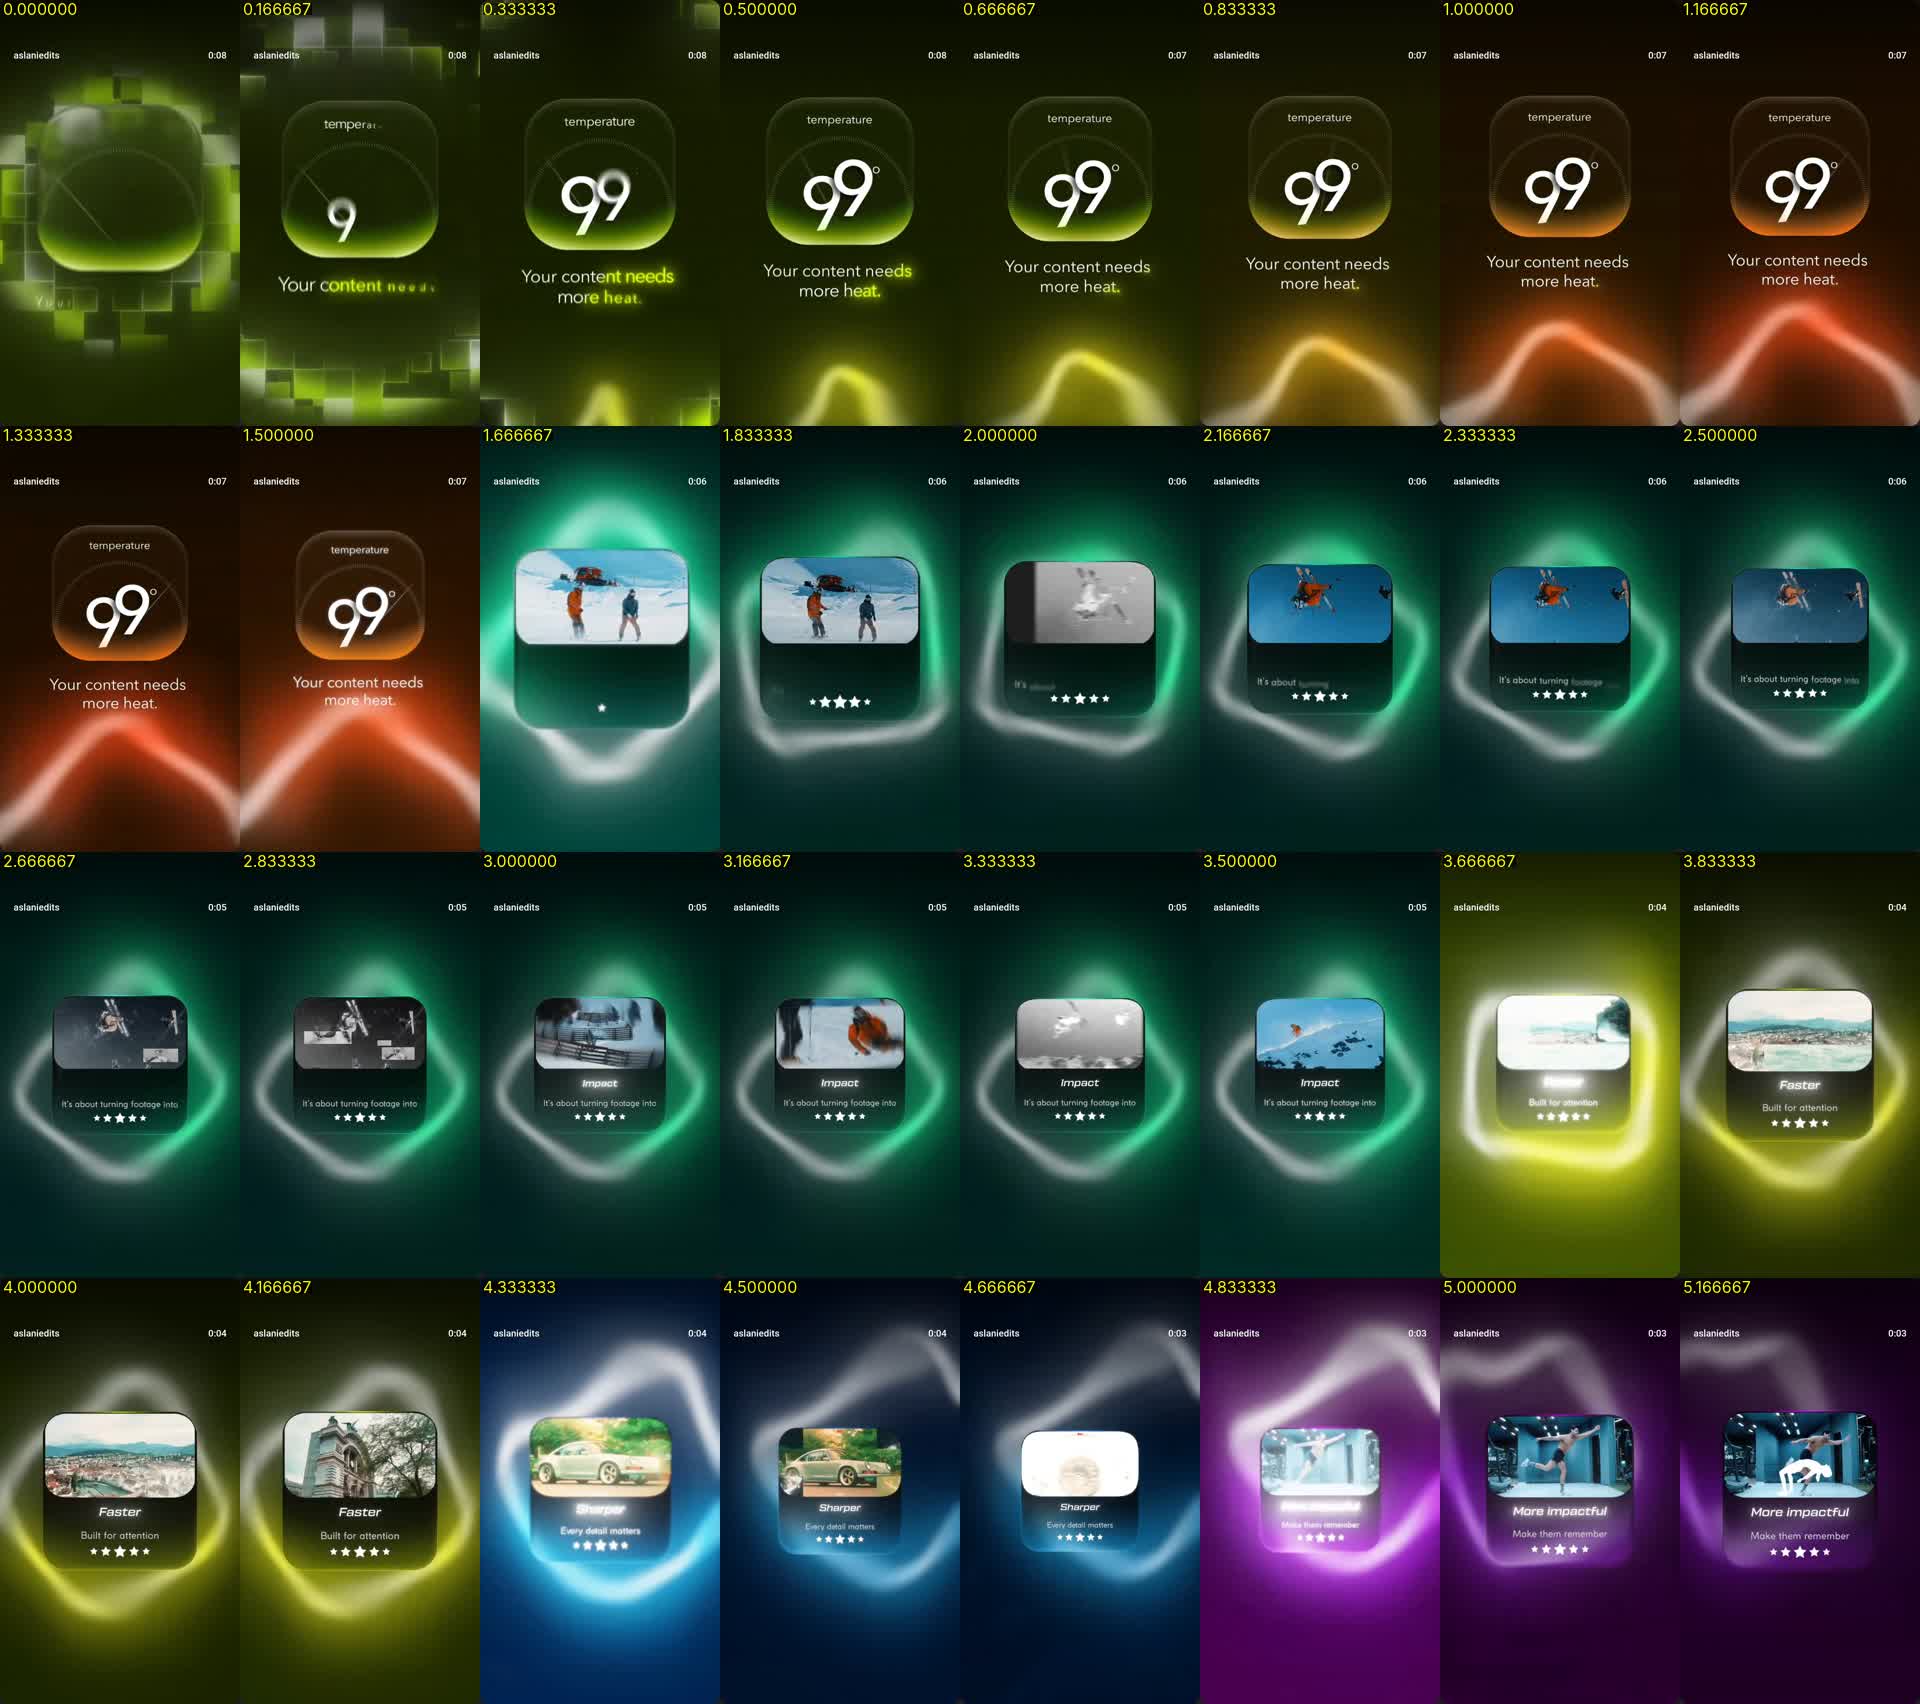 0.000000
aslaniedits 0:08
0.166667
aslaniedits 0:08
temperat
9
Your content needs
0.333333
aslaniedits 0:08
temperature
99
Your content needs
more heat.
0.500000
aslaniedits 0:08
temperature
99°
Your content needs
more heat.
0.666667
aslaniedits 0:07
temperature
99°
Your content needs
more heat.
0.833333
aslaniedits 0:07
temperature
99°
Your content needs
more heat.
1.000000
aslaniedits 0:07
temperature
99°
Your content needs
more heat.
1.166667
aslaniedits 0:07
temperature
99°
Your content needs
more heat.
1.333333
aslaniedits 0:07
temperature
99°
Your content needs
more heat.
1.500000
aslaniedits 0:07
temperature
99°
Your content needs
more heat.
1.666667
aslaniedits 0:06
1.833333
aslaniedits 0:06
2.000000
aslaniedits 0:06
It's about
2.166667
aslaniedits 0:06
It's about turning
2.333333
aslaniedits 0:06
It's about turning footage
2.500000
aslaniedits 0:06
It's about turning footage into
2.666667
aslaniedits 0:05
It's about turning footage into
2.833333
aslaniedits 0:05
It's about turning footage into
3.000000
aslaniedits 0:05
Impact
It's about turning footage into
3.166667
aslaniedits 0:05
Impact
It's about turning footage into
3.333333
aslaniedits 0:05
Impact
It's about turning footage into
3.500000
aslaniedits 0:05
Impact
It's about turning footage into
3.666667
aslaniedits 0:04
Built for attention
3.833333
aslaniedits 0:04
Faster
Built for attention
4.000000
aslaniedits 0:04
Faster
Built for attention
4.166667
aslaniedits 0:04
Faster
Built for attention
4.333333
aslaniedits 0:04
Sharper
Every detail matters
4.500000
aslaniedits 0:04
Sharper
Every detail matters
4.666667
aslaniedits 0:03
Sharper
Every detail matters
4.833333
aslaniedits 0:03
Make them remember
5.000000
aslaniedits 0:03
More impactful
Make them remember
5.166667
aslaniedits 0:03
More impactful
Make them remember